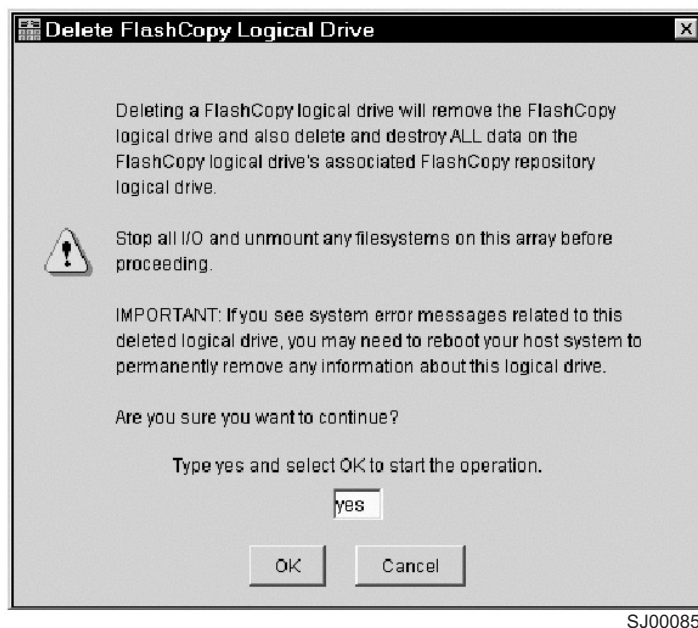 Delete FlashCopy Logical Drive
Deleting a FlashCopy logical drive will remove the FlashCopy
logical drive and also delete and destroy ALL data on the
FlashCopy logical drive's associated FlashCopy repository
logical drive.
Stop all I/O and unmount any filesystems on this array before
proceeding.
IMPORTANT: If you see system error messages related to this
deleted logical drive, you may need to reboot your host system to
permanently remove any information about this logical drive.
Are you sure you want to continue?
Type yes and select OK to start the operation.
yes
OK Cancel
SJ00085